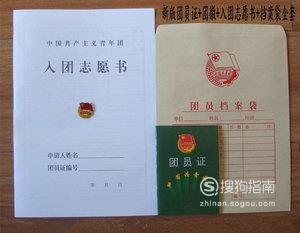 新版团员证+团徽+入团志愿书+档案袋全套
中国共产主义青年团
入团志愿书
申请人姓名
团员证编号
年 月 日
团员档案袋
团员证
搜狗指南
zhinan.sogou.com